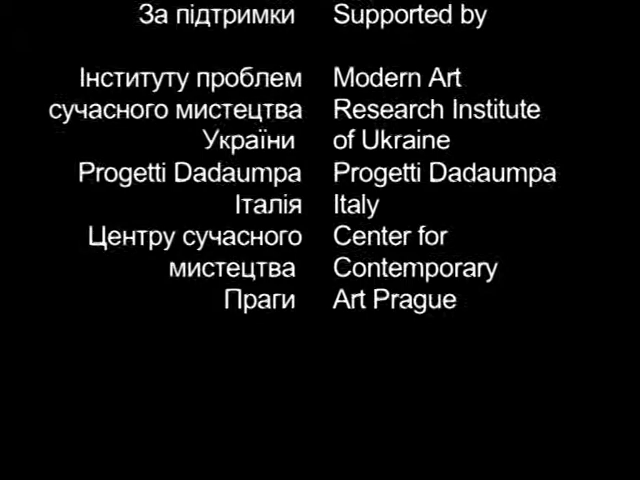 За підтримки Supported by
Інституту проблем Modern Art
сучасного мистецтва Research Institute
України of Ukraine
Progetti Dadaumpa Progetti Dadaumpa
Італія Italy
Центру сучасного Center for
мистецтва Contemporary
Праги Art Prague